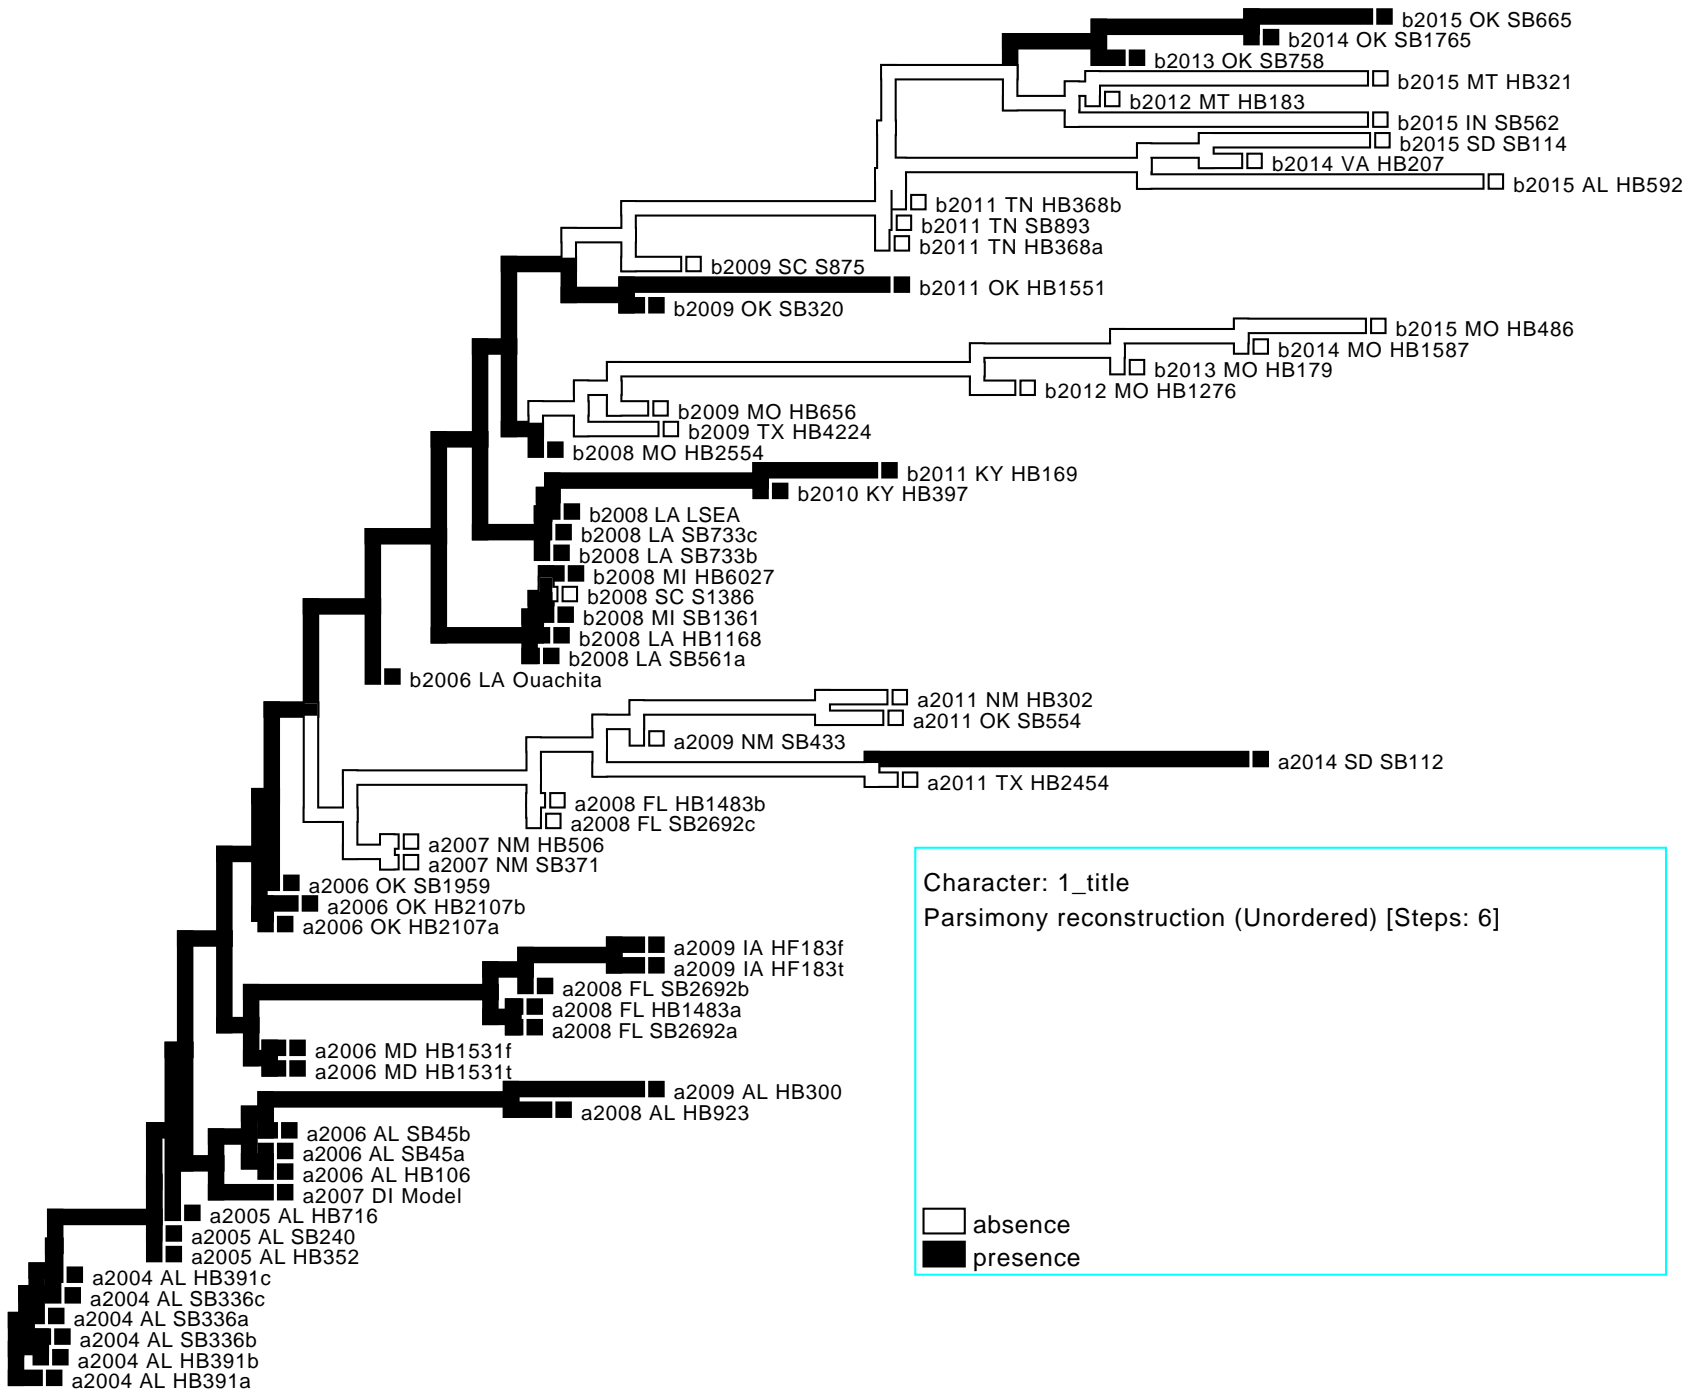 b2015 OK SB665
b2014 OK SB1765
b2013 OK SB758
b2015 MT HB321
b2012 MT HB183
b2015 IN SB562
b2015 SD SB114
b2014 VA HB207
b2015 AL HB592
b2011 TN HB368b
b2011 TN SB893
b2011 TN HB368a
b2009 SC S875
b2011 OK HB1551
b2009 OK SB320
b2015 MO HB486
b2014 MO HB1587
b2013 MO HB179
b2012 MO HB1276
b2009 MO HB656
b2009 TX HB4224
b2008 MO HB2554
b2011 KY HB169
b2010 KY HB397
b2008 LA LSEA
b2008 LA SB733c
b2008 LA SB733b
b2008 MI HB6027
b2008 SC S1386
b2008 MI SB1361
b2008 LA HB1168
b2008 LA SB561a
b2006 LA Ouachita
a2011 NM HB302
a2011 OK SB554
a2009 NM SB433
a2014 SD SB112
a2011 TX HB2454
a2008 FL HB1483b
a2008 FL SB2692c
a2007 NM HB506
a2007 NM SB371
a2006 OK SB1959
a2006 OK HB2107b
a2006 OK HB2107a
a2009 IA HF183f
a2009 IA HF183t
a2008 FL SB2692b
a2008 FL HB1483a
a2008 FL SB2692a
a2006 MD HB1531f
a2006 MD HB1531t
a2009 AL HB300
a2008 AL HB923
a2006 AL SB45b
a2006 AL SB45a
a2006 AL HB106
a2007 DI Model
a2005 AL HB716
a2005 AL SB240
a2005 AL HB352
a2004 AL HB391c
a2004 AL SB336c
a2004 AL SB336a
a2004 AL SB336b
a2004 AL HB391b
a2004 AL HB391a
Character: 1_title
Parsimony reconstruction (Unordered) [Steps: 6]
absence
presence